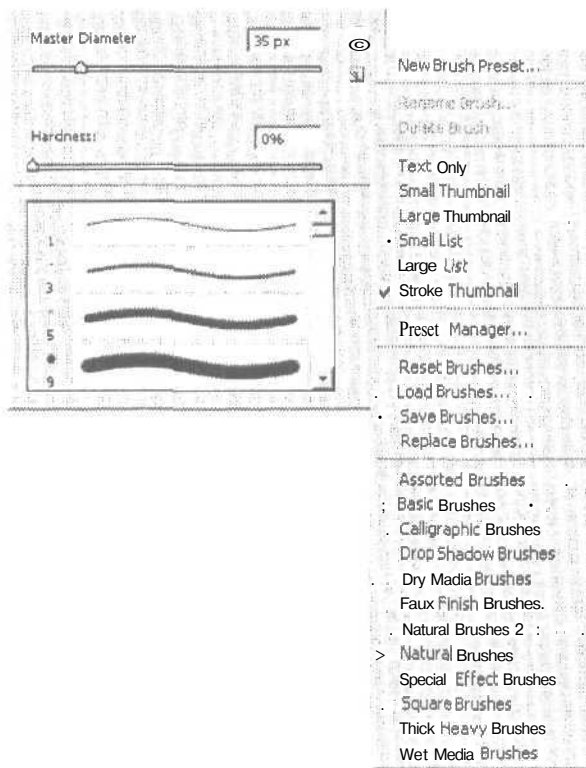 Master Diameter 35 px
©
Hardness: 0%
1
3
5
9
New Brush Preset...
Rename Brush...
Delete Brush
Text Only
Small Thumbnail
Large Thumbnail
Small List
Large List
Stroke Thumbnail
Preset Manager...
Reset Brushes...
Load Brushes...
Save Brushes...
Replace Brushes...
Assorted Brushes
; Basic Brushes
Calligraphic Brushes
Drop Shadow Brushes
Dry Madia Brushes
Faux Finish Brushes.
Natural Brushes 2 :
> Natural Brushes
Special Effect Brushes
Square Brushes
Thick Heavy Brushes
Wet Media Brushes